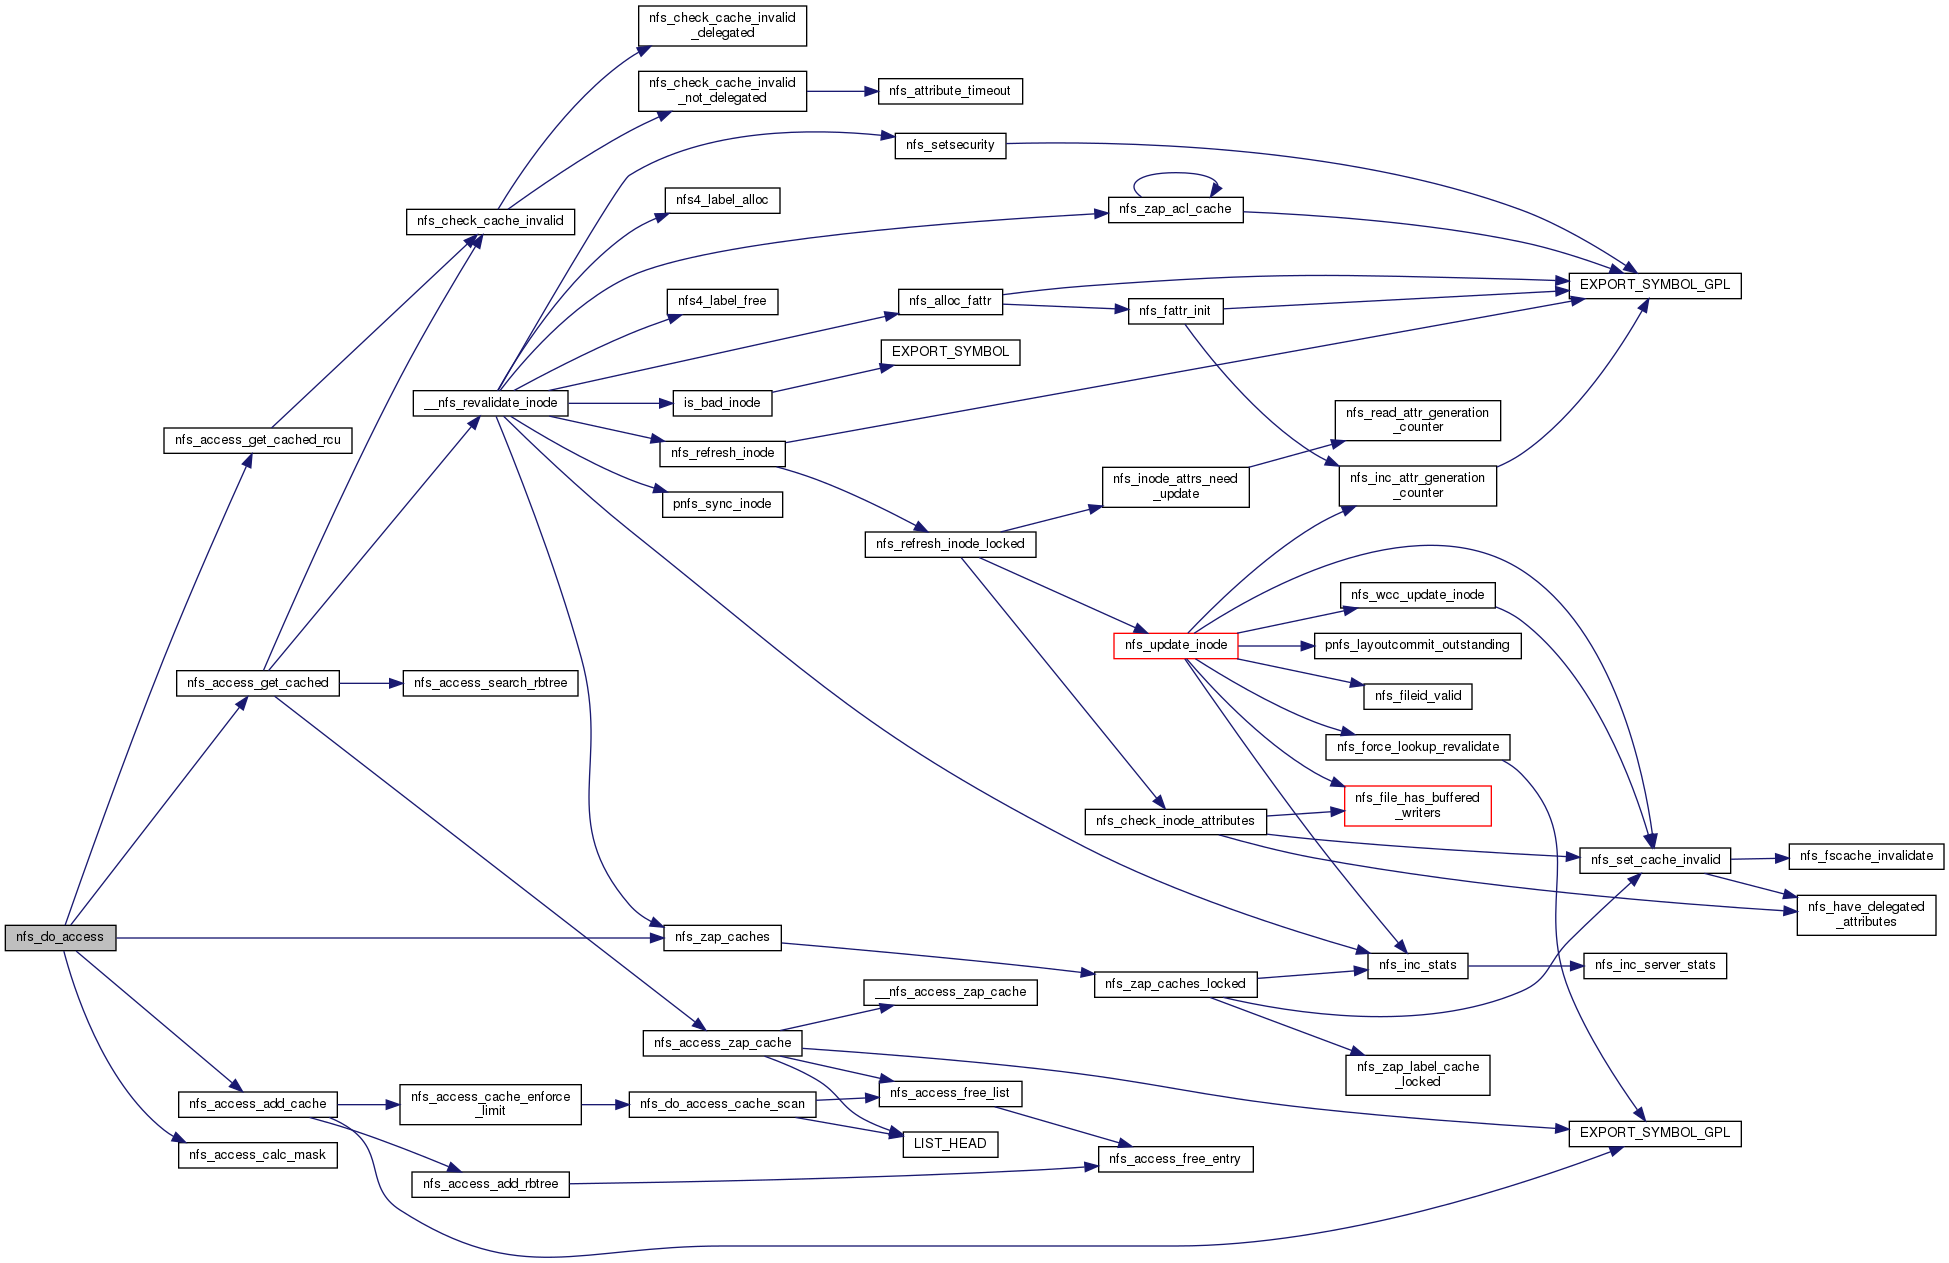 nfs_check_cache_invalid
_delegated
nfs_check_cache_invalid
_not_delegated
nfs_attribute_timeout
nfs_setsecurity
nfs4_label_alloc
nfs_zap_acl_cache
nfs_check_cache_invalid
EXPORT_SYMBOL_GPL
nfs4_label_free
nfs_alloc_fattr
nfs_fattr_init
EXPORT_SYMBOL
__nfs_revalidate_inode
is_bad_inode
nfs_read_attr_generation
_counter
nfs_access_get_cached_rcu
nfs_refresh_inode
nfs_inode_attrs_need
_update
nfs_inc_attr_generation
_counter
pnfs_sync_inode
nfs_refresh_inode_locked
nfs_wcc_update_inode
nfs_update_inode
pnfs_layoutcommit_outstanding
nfs_access_get_cached
nfs_access_search_rbtree
nfs_fileid_valid
nfs_force_lookup_revalidate
nfs_file_has_buffered
_writers
nfs_check_inode_attributes
nfs_set_cache_invalid
nfs_fscache_invalidate
nfs_have_delegated
_attributes
nfs_do_access
nfs_zap_caches
nfs_inc_stats
nfs_inc_server_stats
nfs_zap_caches_locked
__nfs_access_zap_cache
nfs_access_zap_cache
nfs_zap_label_cache
_locked
nfs_access_free_list
nfs_access_add_cache
nfs_access_cache_enforce
_limit
nfs_do_access_cache_scan
EXPORT_SYMBOL_GPL
LIST_HEAD
nfs_access_calc_mask
nfs_access_free_entry
nfs_access_add_rbtree